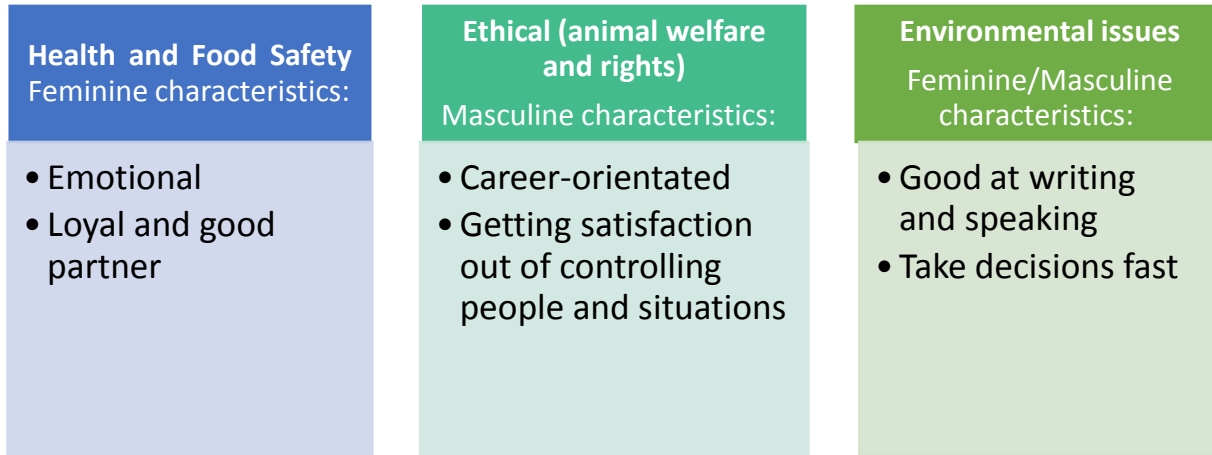 Health and Food Safety
Feminine characteristics:
• Emotional
• Loyal and good
partner
Ethical (animal welfare
and rights)
Masculine characteristics:
• Career-orientated
• Getting satisfaction
out of controlling
people and situations
Environmental issues
Feminine/Masculine
characteristics:
• Good at writing
and speaking
• Take decisions fast